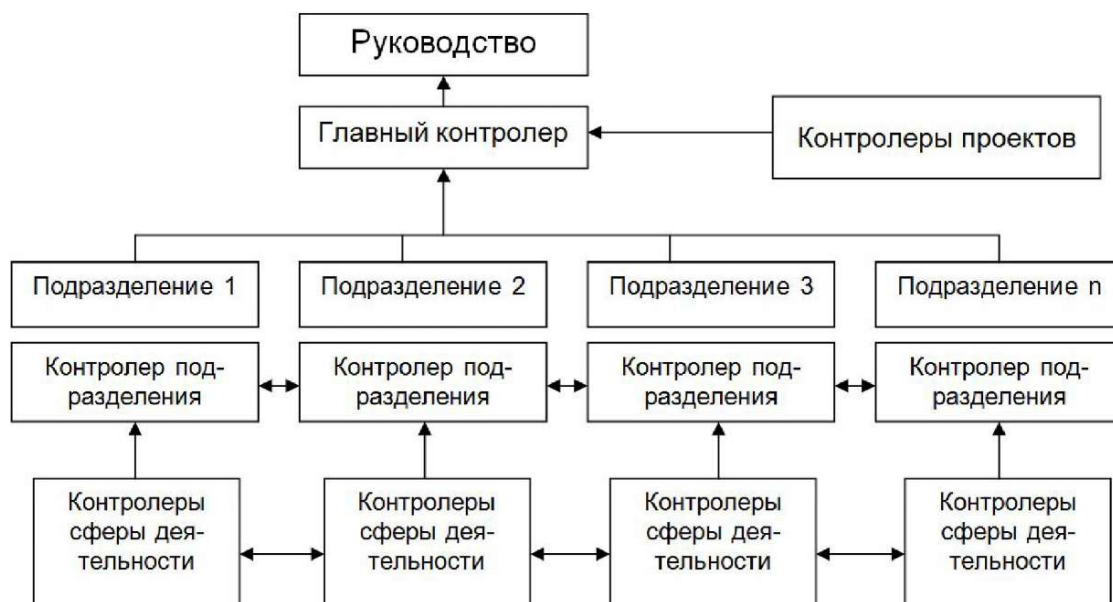 Руководство
Главный контролер
Контролеры проектов
Подразделение 1
Подразделение 2
Подразделение 3
Подразделение n
Контролер под-
разделения
Контролер под-
разделения
Контролер под-
разделения
Контролер под-
разделения
Контролеры
сферы дея-
тельности
Контролеры
сферы дея-
тельности
Контролеры
сферы дея-
тельности
Контролеры
сферы дея-
тельности